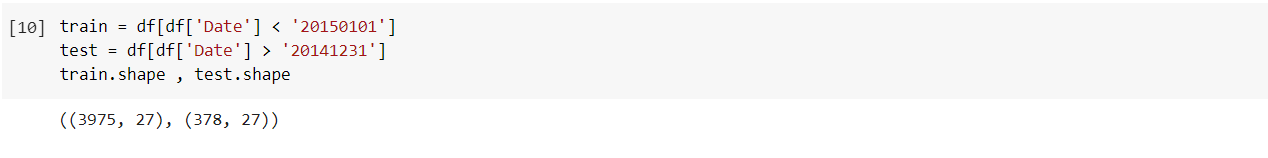 [10] train = df[df['Date'] < '20150101']
test = df[df['Date'] > '20141231']
train.shape , test.shape
((3975, 27), (378, 27))